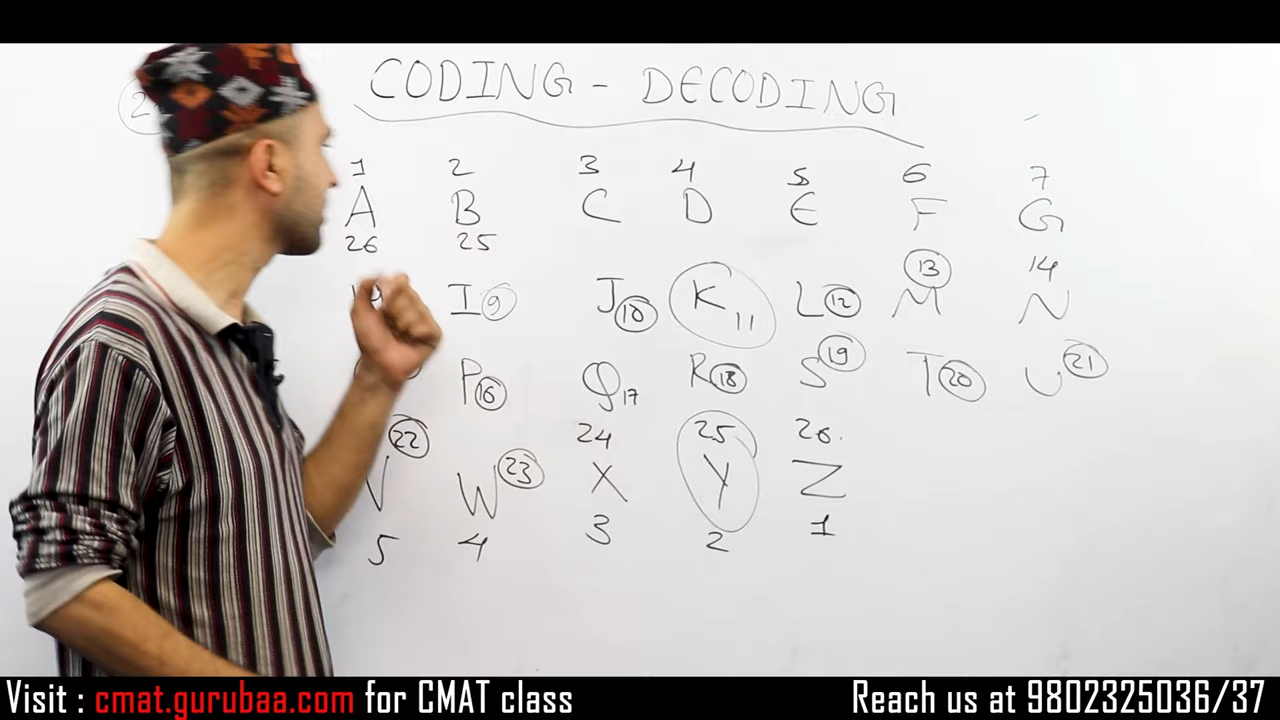 2
CODING - DECODING
1 2 3 4 5 6 7
A B C D E F G
26 25
13 14
I 9 J 10 K 11 L 12 M N
P 16 Q 17 R 18 S 19 T 20 U 21
22 23 24 25 26.
V W X Y Z
5 4 3 2 1
Visit : cmat.gurubaa.com for CMAT class Reach us at 9802325036/37